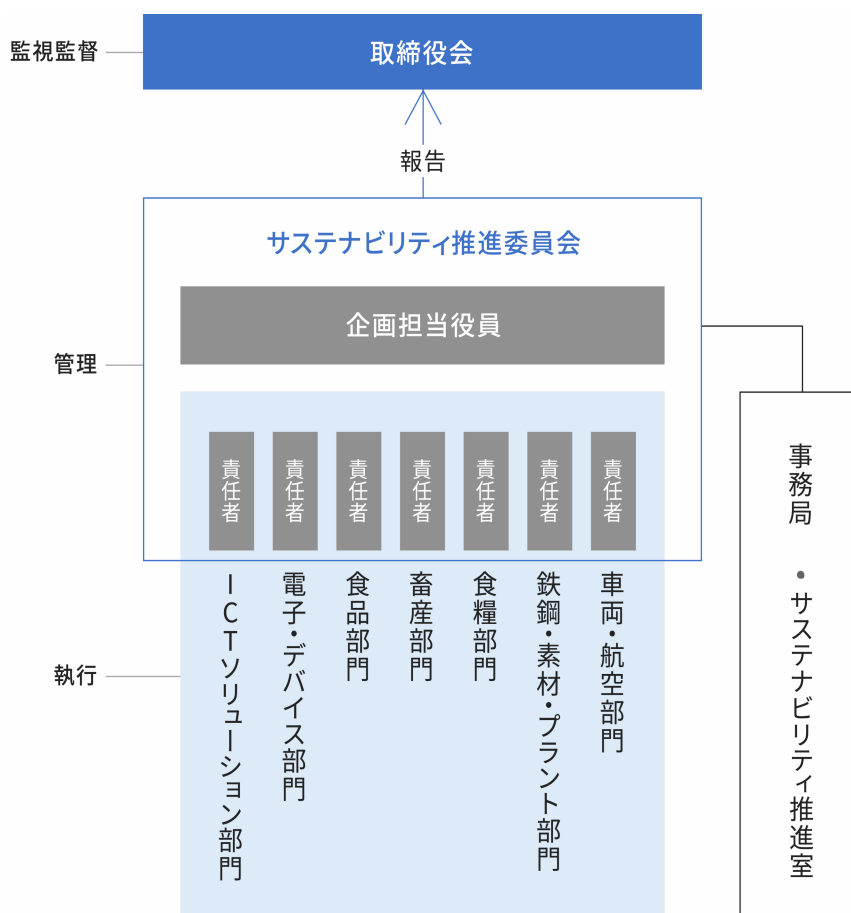 監視監督
取締役会
報告
サステナビリティ推進委員会
企画担当役員
管理
責任者
責任者
責任者
責任者
責任者
責任者
責任者
執行
ICTソリューション部門
電子・デバイス部門
食品部門
畜産部門
食糧部門
鉄鋼・素材・プラント部門
車両・航空部門
事務局
・サステナビリティ推進室